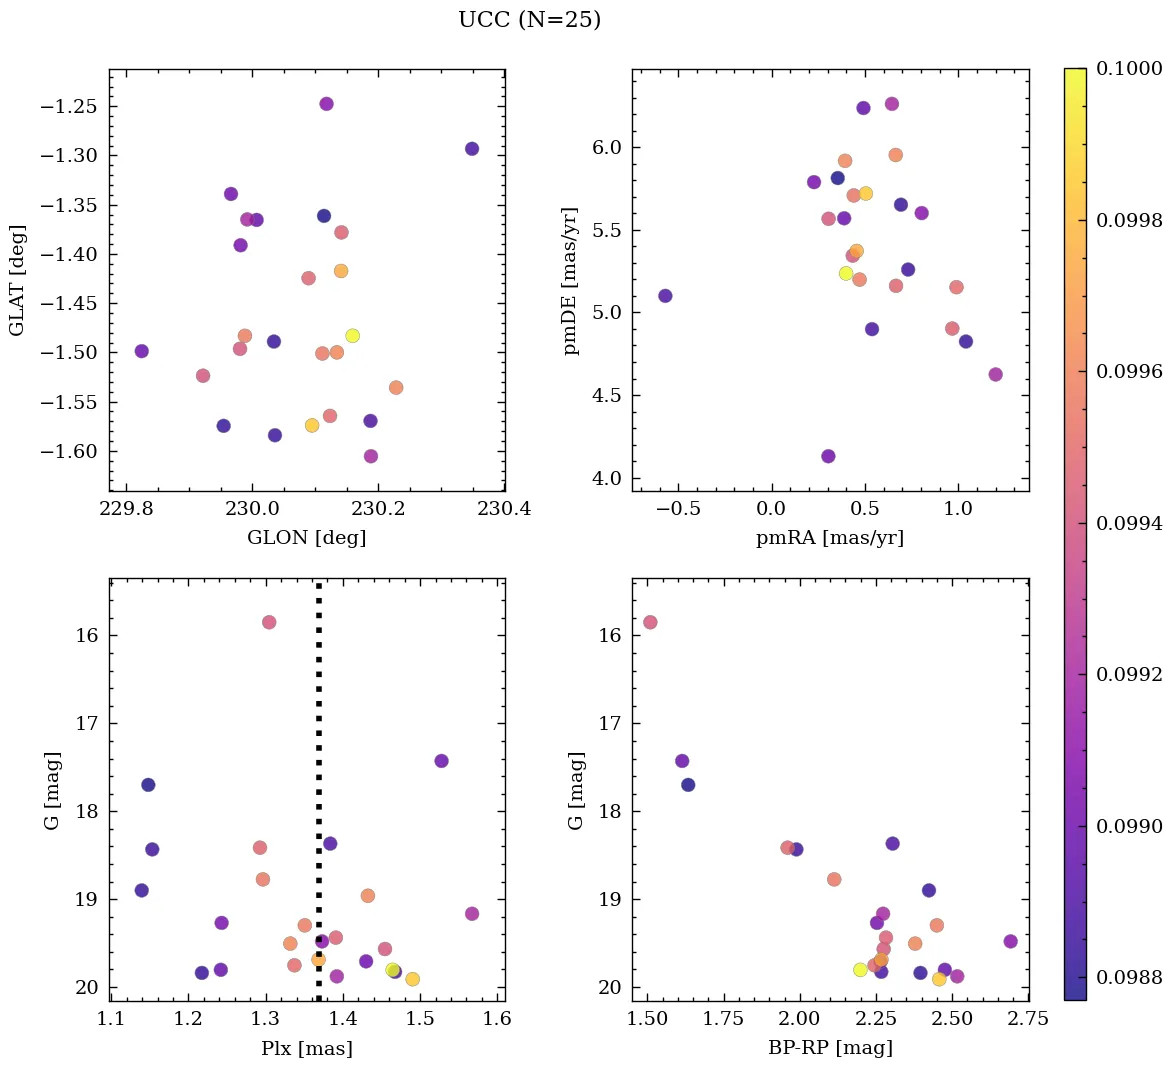 UCC (N=25)
GLAT [deg]
−1.25
−1.30
−1.35
−1.40
−1.45
−1.50
−1.55
−1.60
229.8 230.0 230.2 230.4
GLON [deg]
pmDE [mas/yr]
6.0
5.5
5.0
4.5
4.0
−0.5 0.0 0.5 1.0
pmRA [mas/yr]
G [mag]
16
17
18
19
20
1.1 1.2 1.3 1.4 1.5 1.6
Plx [mas]
G [mag]
16
17
18
19
20
1.50 1.75 2.00 2.25 2.50 2.75
BP-RP [mag]
0.1000
0.0998
0.0996
0.0994
0.0992
0.0990
0.0988